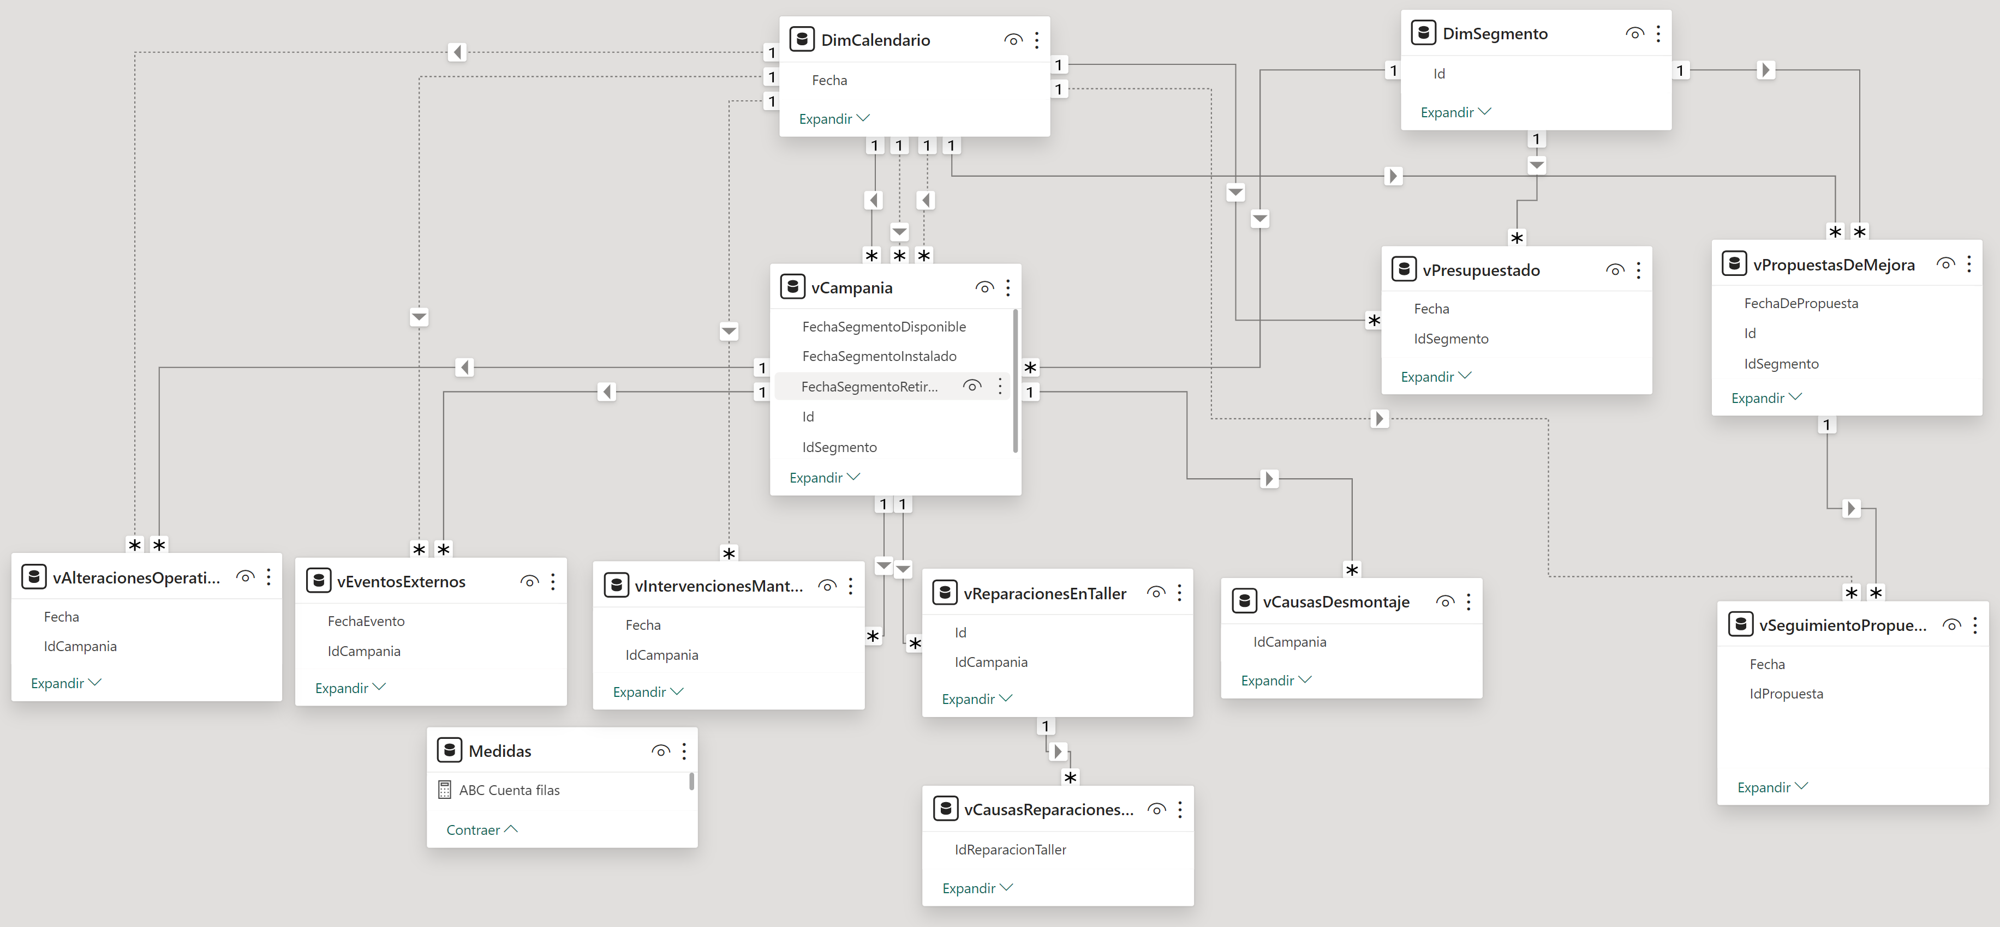 DimCalendario
Fecha
Expandir
DimSegmento
Id
Expandir
1
1
1
1
1
1
1
1
1
1
1
1
*
*
*
*
*
*
vCampania
FechaSegmentoDisponible
FechaSegmentoInstalado
FechaSegmentoRetir...
Id
IdSegmento
Expandir
vPresupuestado
Fecha
IdSegmento
Expandir
vPropuestasDeMejora
FechaDePropuesta
Id
IdSegmento
Expandir
*
1
*
1
1
1
1
1
1
*
*
*
*
*
*
*
*
vAlteracionesOperati...
Fecha
IdCampania
Expandir
vEventosExternos
FechaEvento
IdCampania
Expandir
vIntervencionesMant...
Fecha
IdCampania
Expandir
*
*
vReparacionesEnTaller
Id
IdCampania
Expandir
vCausasDesmontaje
IdCampania
Expandir
vSeguimientoPropue...
Fecha
IdPropuesta
Expandir
Medidas
ABC Cuenta filas
Contraer
1
*
vCausasReparaciones...
IdReparacionTaller
Expandir